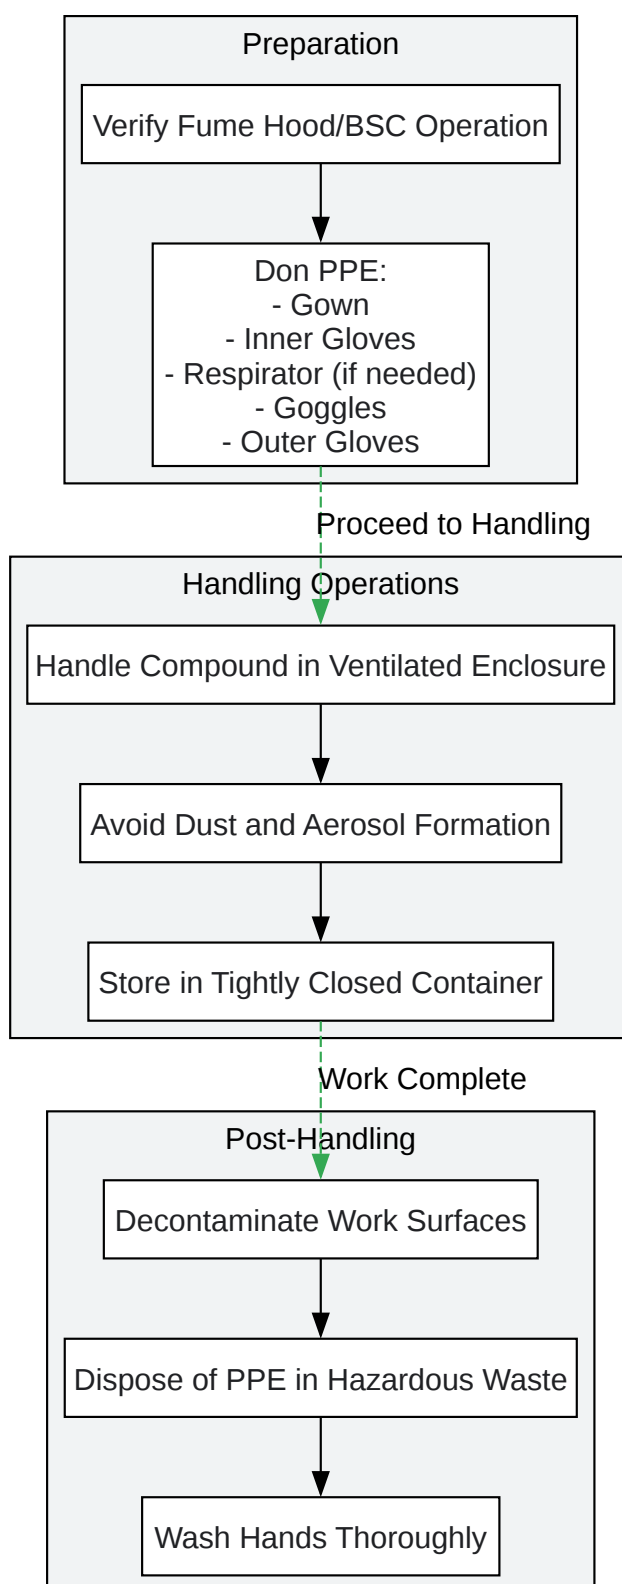 Preparation
Verify Fume Hood/BSC Operation
Don PPE:
- Gown
- Inner Gloves
- Respirator (if needed)
- Goggles
- Outer Gloves
Proceed to Handling
Handling Operations
Handle Compound in Ventilated Enclosure
Avoid Dust and Aerosol Formation
Store in Tightly Closed Container
Work Complete
Post-Handling
Decontaminate Work Surfaces
Dispose of PPE in Hazardous Waste
Wash Hands Thoroughly